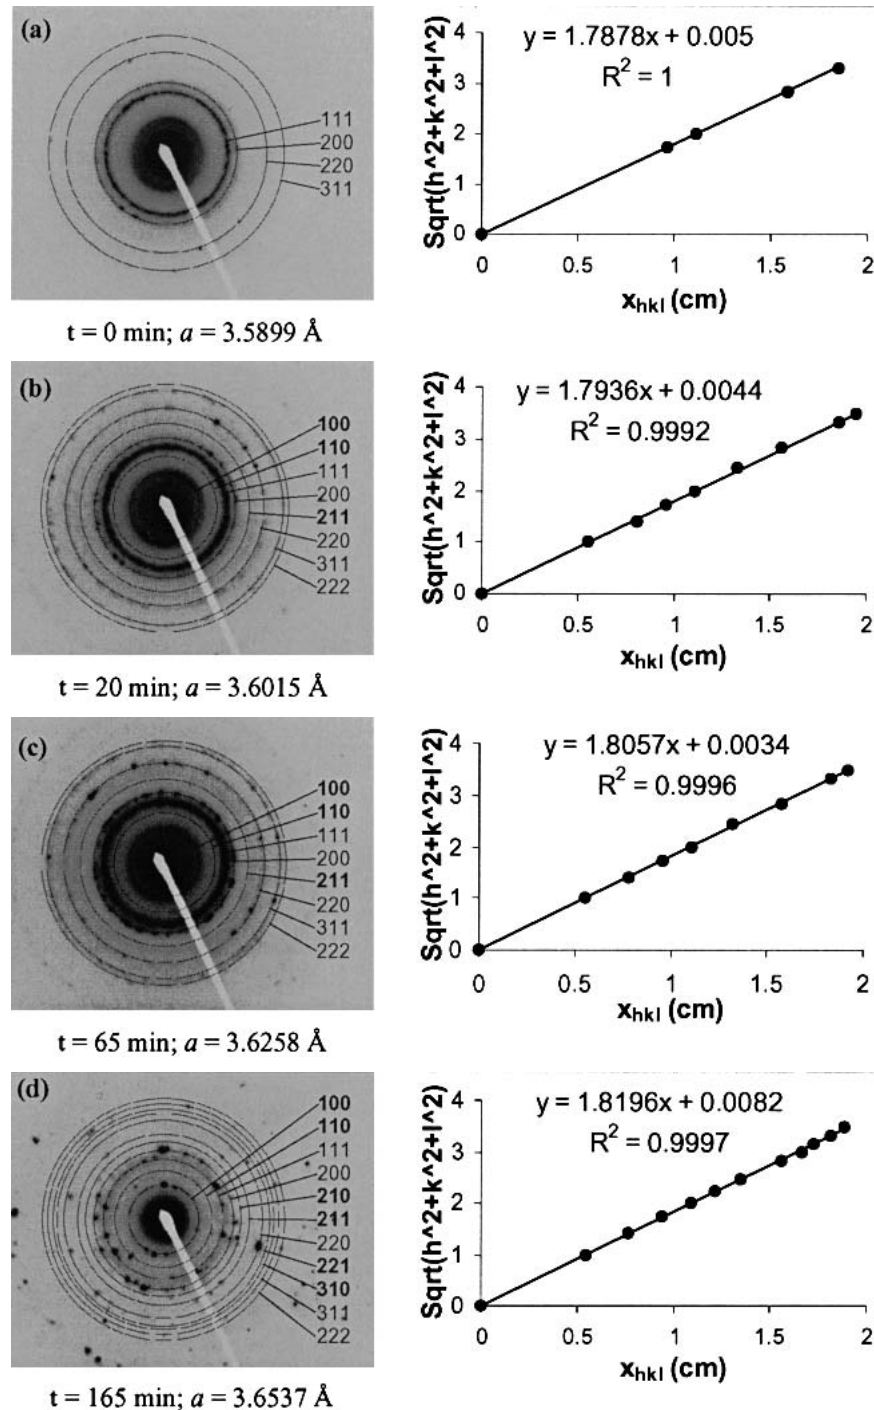 (a)
111
200
220
311
t = 0 min; a = 3.5899 Å
y = 1.7878x + 0.005
R² = 1
Sqrt(h^2+k^2+l^2)
4
3
2
1
0
0 0.5 1 1.5 2
x_hkl (cm)
(b)
100
110
111
200
211
220
311
222
t = 20 min; a = 3.6015 Å
y = 1.7936x + 0.0044
R² = 0.9992
Sqrt(h^2+k^2+l^2)
4
3
2
1
0
0 0.5 1 1.5 2
x_hkl (cm)
(c)
100
110
111
200
211
220
311
222
t = 65 min; a = 3.6258 Å
y = 1.8057x + 0.0034
R² = 0.9996
Sqrt(h^2+k^2+l^2)
4
3
2
1
0
0 0.5 1 1.5 2
x_hkl (cm)
(d)
100
110
111
200
210
211
220
221
310
311
222
t = 165 min; a = 3.6537 Å
y = 1.8196x + 0.0082
R² = 0.9997
Sqrt(h^2+k^2+l^2)
4
3
2
1
0
0 0.5 1 1.5 2
x_hkl (cm)